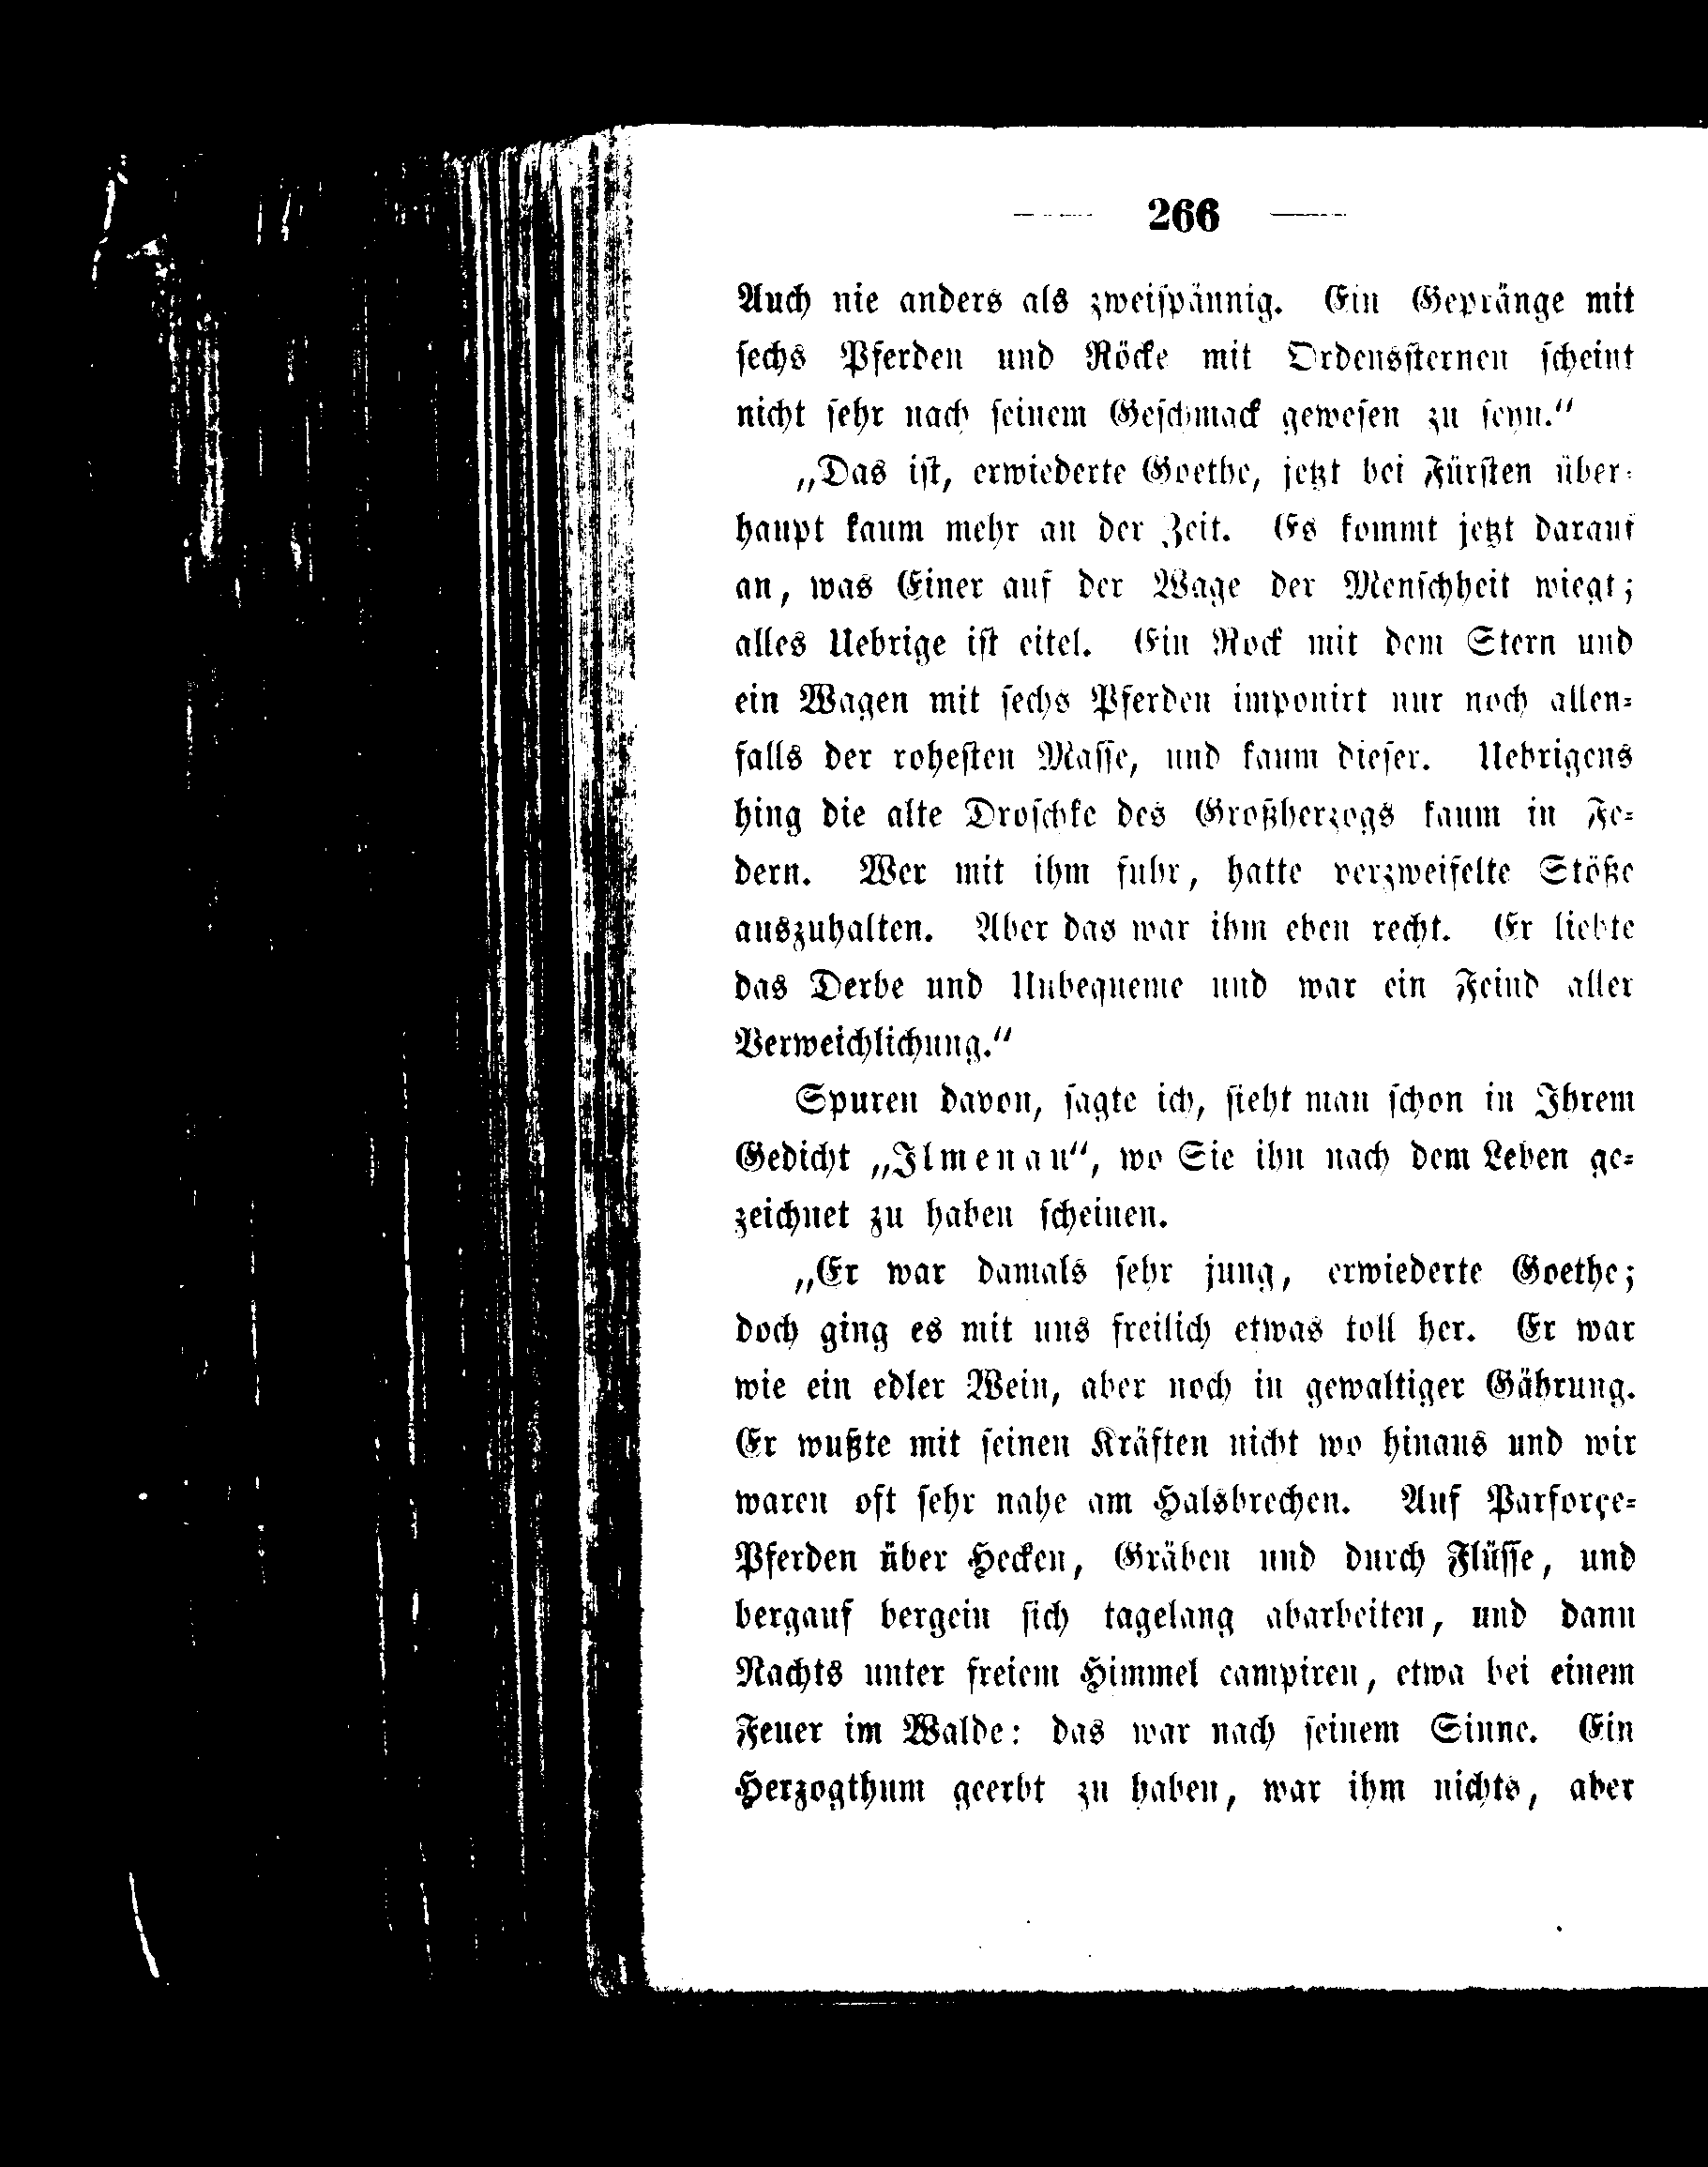 — 266 —
Auch nie anders als zweiſpännig. Ein Gepränge mit
ſechs Pferden und Röcke mit Ordensſternen ſcheint
nicht ſehr nach ſeinem Geſchmack geweſen zu ſeyn.“
„Das iſt, erwiederte Goethe, jetzt bei Fürſten über-
haupt kaum mehr an der Zeit. Es kommt jetzt darauf
an, was Einer auf der Wage der Menſchheit wiegt;
alles Uebrige iſt eitel. Ein Rock mit dem Stern und
ein Wagen mit ſechs Pferden imponirt nur noch allen-
falls der roheſten Maſſe, und kaum dieſer. Uebrigens
hing die alte Droſchke des Großherzogs kaum in Fe-
dern. Wer mit ihm fuhr, hatte verzweifelte Stöße
auszuhalten. Aber das war ihm eben recht. Er liebte
das Derbe und Unbequeme und war ein Feind aller
Verweichlichung.“
Spuren davon, ſagte ich, ſieht man ſchon in Ihrem
Gedicht „Ilmenau“, wo Sie ihn nach dem Leben ge-
zeichnet zu haben ſcheinen.
„Er war damals ſehr jung, erwiederte Goethe;
doch ging es mit uns freilich etwas toll her. Er war
wie ein edler Wein, aber noch in gewaltiger Gährung.
Er wußte mit ſeinen Kräften nicht wo hinaus und wir
waren oft ſehr nahe am Halsbrechen. Auf Parforçe-
Pferden über Hecken, Gräben und durch Flüſſe, und
bergauf bergein ſich tagelang abarbeiten, und dann
Nachts unter freiem Himmel campiren, etwa bei einem
Feuer im Walde: das war nach ſeinem Sinne. Ein
Herzogthum geerbt zu haben, war ihm nichts, aber